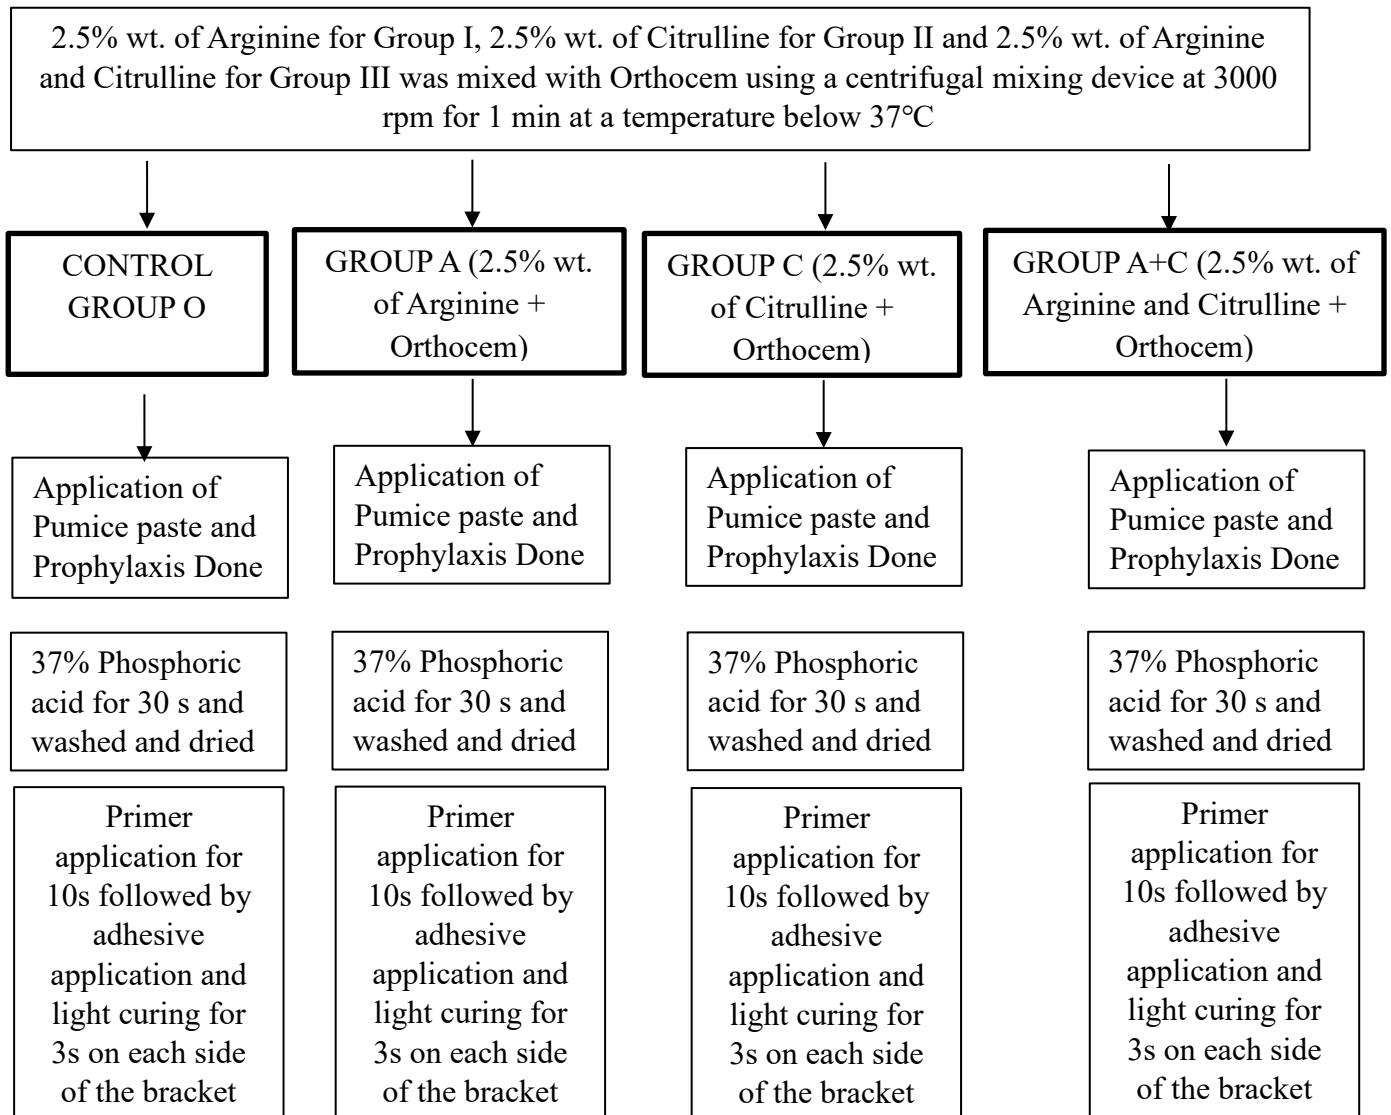 2.5% wt. of Arginine for Group I, 2.5% wt. of Citrulline for Group II and 2.5% wt. of Arginine
and Citrulline for Group III was mixed with Orthocem using a centrifugal mixing device at 3000
rpm for 1 min at a temperature below 37℃
CONTROL
GROUP O
GROUP A (2.5% wt.
of Arginine +
Orthocem)
GROUP C (2.5% wt.
of Citrulline +
Orthocem)
GROUP A+C (2.5% wt. of
Arginine and Citrulline +
Orthocem)
Application of
Pumice paste and
Prophylaxis Done
Application of
Pumice paste and
Prophylaxis Done
Application of
Pumice paste and
Prophylaxis Done
Application of
Pumice paste and
Prophylaxis Done
37% Phosphoric
acid for 30 s and
washed and dried
37% Phosphoric
acid for 30 s and
washed and dried
37% Phosphoric
acid for 30 s and
washed and dried
37% Phosphoric
acid for 30 s and
washed and dried
Primer
application for
10s followed by
adhesive
application and
light curing for
3s on each side
of the bracket
Primer
application for
10s followed by
adhesive
application and
light curing for
3s on each side
of the bracket
Primer
application for
10s followed by
adhesive
application and
light curing for
3s on each side
of the bracket
Primer
application for
10s followed by
adhesive
application and
light curing for
3s on each side
of the bracket